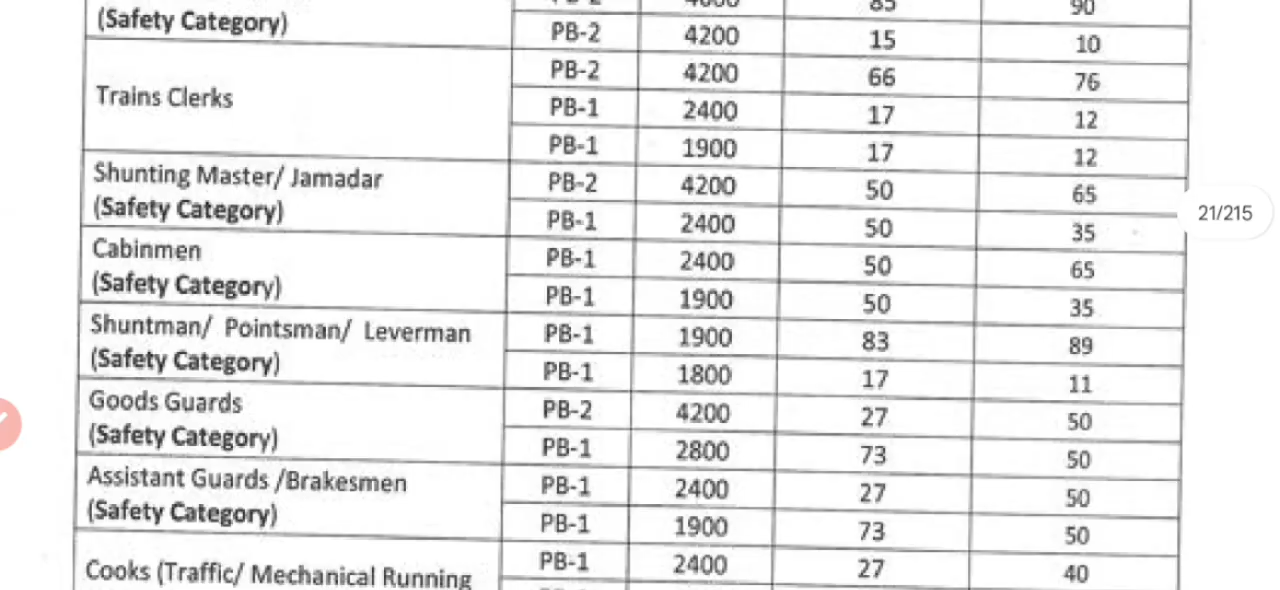 (Safety Category) 85 90
PB-2 4200 15 10
Trains Clerks
PB-2 4200 66 76
PB-1 2400 17 12
PB-1 1900 17 12
Shunting Master/ Jamadar
(Safety Category)
PB-2 4200 50 65
PB-1 2400 50 35
21/215
Cabinmen
(Safety Category)
PB-1 2400 50 65
PB-1 1900 50 35
Shuntman/ Pointsman/ Leverman
(Safety Category)
PB-1 1900 83 89
PB-1 1800 17 11
Goods Guards
(Safety Category)
PB-2 4200 27 50
PB-1 2800 73 50
Assistant Guards /Brakesmen
(Safety Category)
PB-1 2400 27 50
PB-1 1900 73 50
Cooks (Traffic/ Mechanical Running
PB-1 2400 27 40